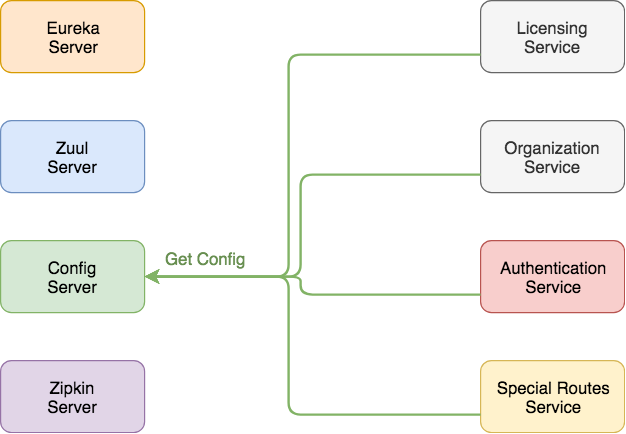 Eureka
Server
Licensing
Service
Zuul
Server
Organization
Service
Get Config
Config
Server
Authentication
Service
Zipkin
Server
Special Routes
Service